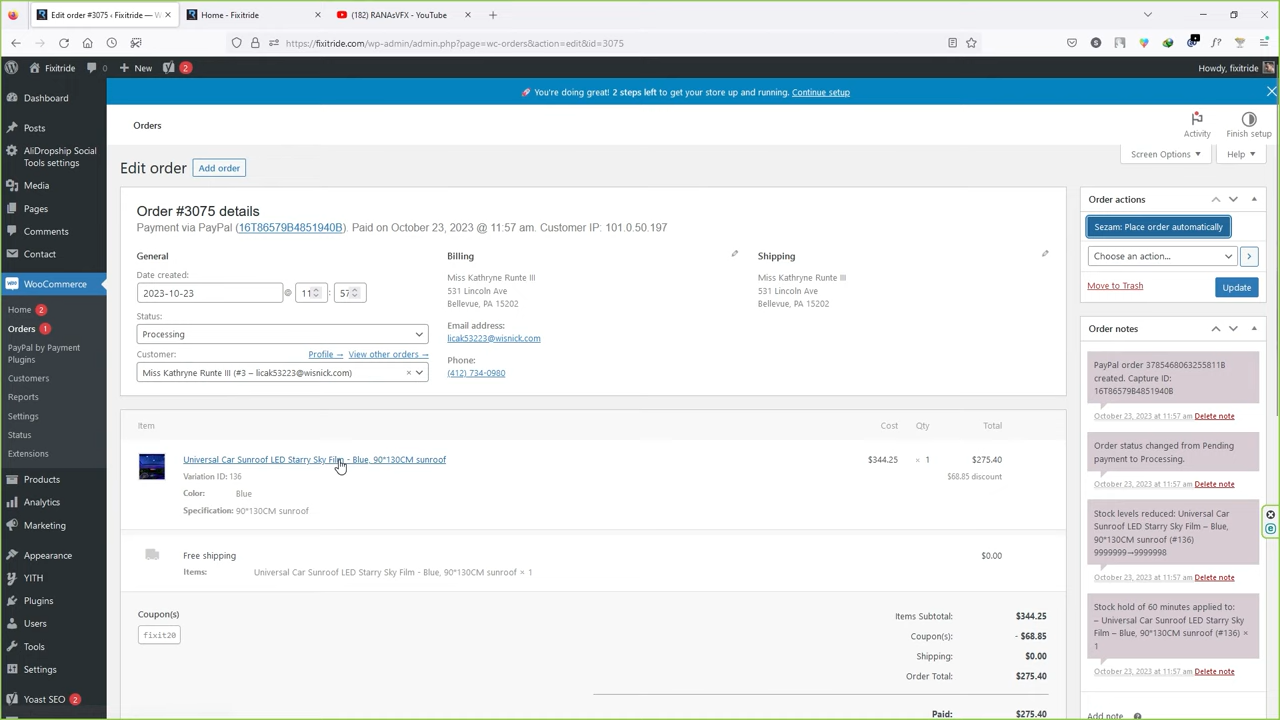 Edit order #3075 ‹ Fixitride — W
Home - Fixitride
(182) RANAsVFX - YouTube
https://fixitride.com/wp-admin/admin.php?page=wc-orders&action=edit&id=3075
Fixitride
0
New
2
Howdy, fixitride
Dashboard
Posts
AliDropship Social
Tools settings
Media
Pages
Comments
Contact
WooCommerce
Home 2
Orders 1
PayPal by Payment
Plugins
Customers
Reports
Settings
Status
Extensions
Products
Analytics
Marketing
Appearance
YITH
Plugins
Users
Tools
Settings
Yoast SEO 2
You're doing great! 2 steps left to get your store up and running. Continue setup
Orders
Activity
Finish setup
Screen Options
Help
Edit order
Add order
Order #3075 details
Payment via PayPal (16T86579B4851940B). Paid on October 23, 2023 @ 11:57 am. Customer IP: 101.0.50.197
General
Date created:
2023-10-23 @ 11 : 57
Status:
Processing
Customer:
Profile →
View other orders →
Miss Kathryne Runte III (#3 – licak53223@wisnick.com) ×
Billing
Miss Kathryne Runte III
531 Lincoln Ave
Bellevue, PA 15202
Email address:
licak53223@wisnick.com
Phone:
(412) 734-0980
Shipping
Miss Kathryne Runte III
531 Lincoln Ave
Bellevue, PA 15202
Item
Cost
Qty
Total
Universal Car Sunroof LED Starry Sky Film - Blue, 90*130CM sunroof
$344.25
× 1
$275.40
Variation ID: 136
$68.85 discount
Color: Blue
Specification: 90*130CM sunroof
Free shipping
$0.00
Items: Universal Car Sunroof LED Starry Sky Film - Blue, 90*130CM sunroof × 1
Coupon(s)
fixit20
Items Subtotal: $344.25
Coupon(s): - $68.85
Shipping: $0.00
Order Total: $275.40
Paid: $275.40
Order actions
Sezam: Place order automatically
Choose an action...
Move to Trash
Update
Order notes
PayPal order 37854680632558​11B
created. Capture ID:
16T86579B4851940B
October 23, 2023 at 11:57 am Delete note
Order status changed from Pending
payment to Processing.
October 23, 2023 at 11:57 am Delete note
Stock levels reduced: Universal Car
Sunroof LED Starry Sky Film – Blue,
90*130CM sunroof (#136)
9999999→9999998
October 23, 2023 at 11:57 am Delete note
Stock hold of 60 minutes applied to:
– Universal Car Sunroof LED Starry Sky
Film – Blue, 90*130CM sunroof (#136) ×
1
October 23, 2023 at 11:57 am Delete note
Add note